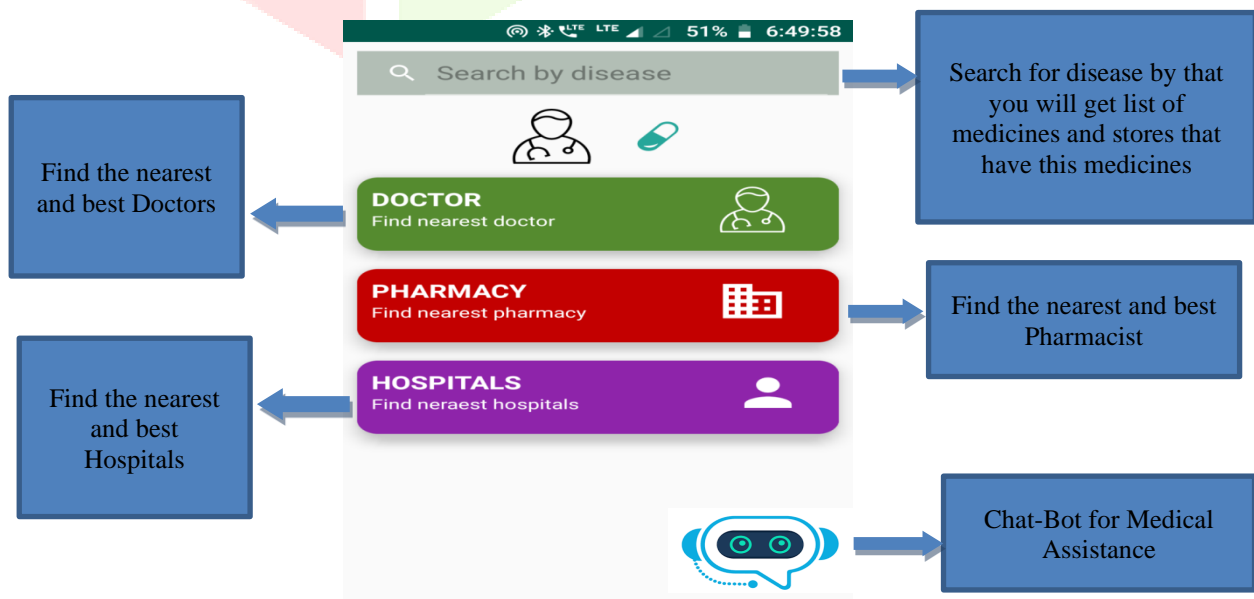 LTE LTE 51% 6:49:58
Search by disease
DOCTOR
Find nearest doctor
PHARMACY
Find nearest pharmacy
HOSPITALS
Find neraest hospitals
Find the nearest
and best Doctors
Find the nearest
and best
Hospitals
Search for disease by that
you will get list of
medicines and stores that
have this medicines
Find the nearest and best
Pharmacist
Chat-Bot for Medical
Assistance